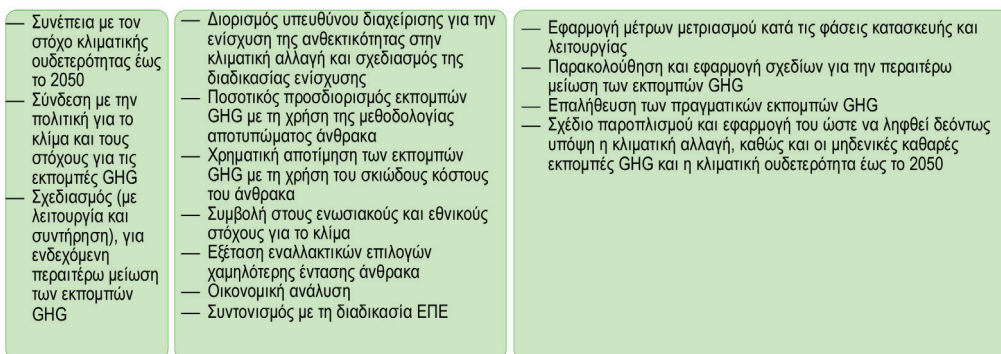 — Συνέπεια με τον
στόχο κλιματικής
ουδετερότητας έως
το 2050
— Σύνδεση με την
πολιτική για το
κλίμα και τους
στόχους για τις
εκπομπές GHG
— Σχεδιασμός (με
λειτουργία και
συντήρηση), για
ενδεχόμενη
περαιτέρω μείωση
των εκπομπών
GHG
— Διορισμός υπευθύνου διαχείρισης για την
ενίσχυση της ανθεκτικότητας στην
κλιματική αλλαγή και σχεδιασμός της
διαδικασίας ενίσχυσης
— Ποσοτικός προσδιορισμός εκπομπών
GHG με τη χρήση της μεθοδολογίας
αποτυπώματος άνθρακα
— Χρηματική αποτίμηση των εκπομπών
GHG με τη χρήση του σκιώδους κόστους
του άνθρακα
— Συμβολή στους ενωσιακούς και εθνικούς
στόχους για το κλίμα
— Εξέταση εναλλακτικών επιλογών
χαμηλότερης έντασης άνθρακα
— Οικονομική ανάλυση
— Συντονισμός με τη διαδικασία ΕΠΕ
— Εφαρμογή μέτρων μετριασμού κατά τις φάσεις κατασκευής και
λειτουργίας
— Παρακολούθηση και εφαρμογή σχεδίων για την περαιτέρω
μείωση των εκπομπών GHG
— Επαλήθευση των πραγματικών εκπομπών GHG
— Σχέδιο παροπλισμού και εφαρμογή του ώστε να ληφθεί δεόντως
υπόψη η κλιματική αλλαγή, καθώς και οι μηδενικές καθαρές
εκπομπές GHG και η κλιματική ουδετερότητα έως το 2050